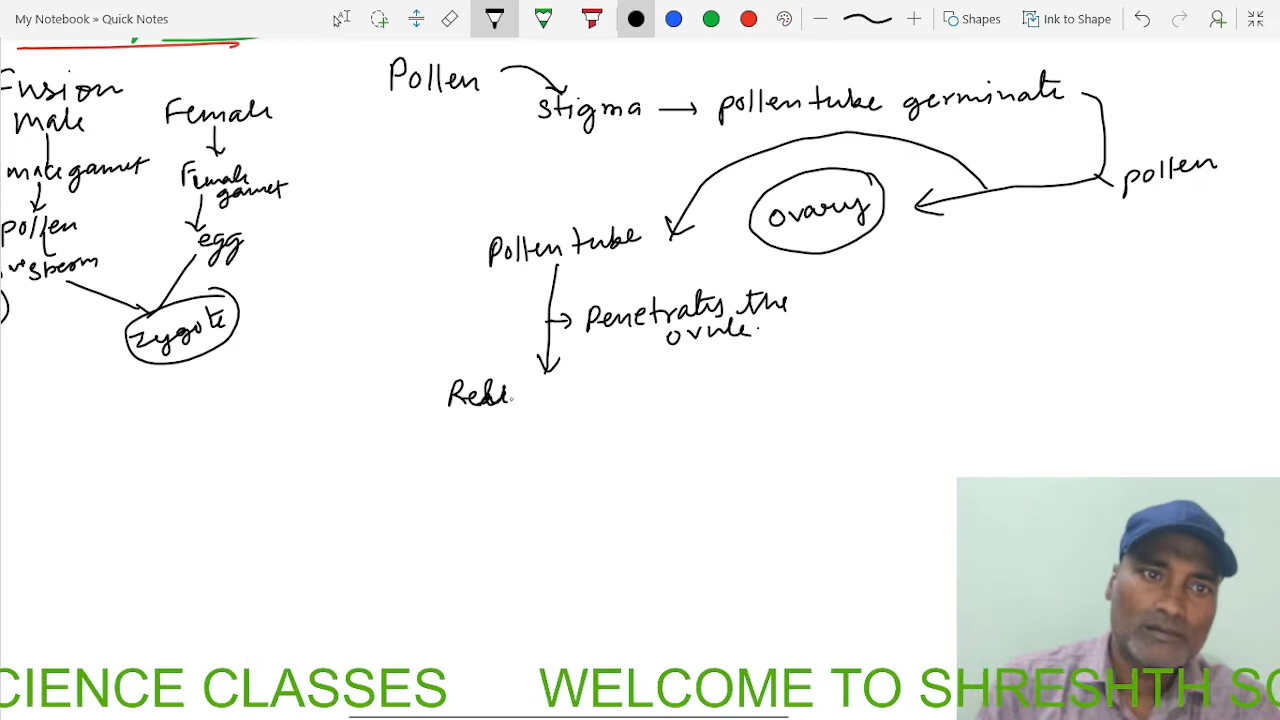 My Notebook » Quick Notes
Shapes
Ink to Shape
Fusion
male
male gamet
Pollen
Female
Female
gamet
egg
Zygote
Pollen
stigma → pollen tube germinate
pollen
ovary
Pollen tube
Penetrates the
ovule.
CIENCE CLASSES WELCOME TO SHRESHTH SC